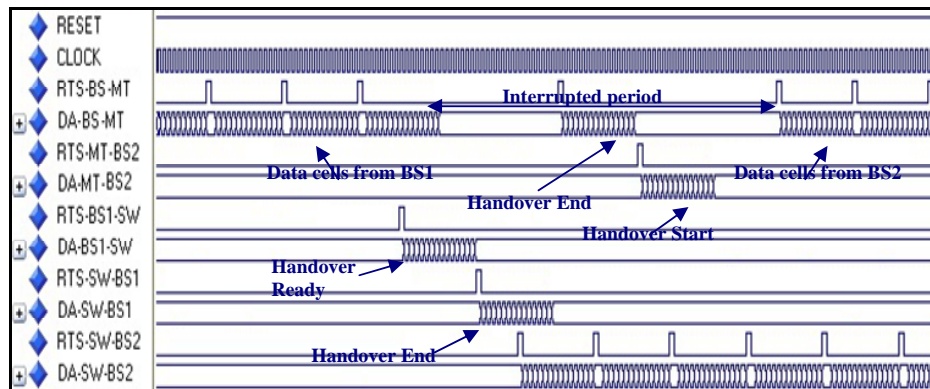 RESET
CLOCK
RTS-BS-MT
Interrupted period
DA-BS-MT
RTS-MT-BS2
Data cells from BS1
Data cells from BS2
DA-MT-BS2
Handover End
RTS-BS1-SW
Handover Start
DA-BS1-SW
Handover
Ready
RTS-SW-BS1
DA-SW-BS1
RTS-SW-BS2
Handover End
DA-SW-BS2